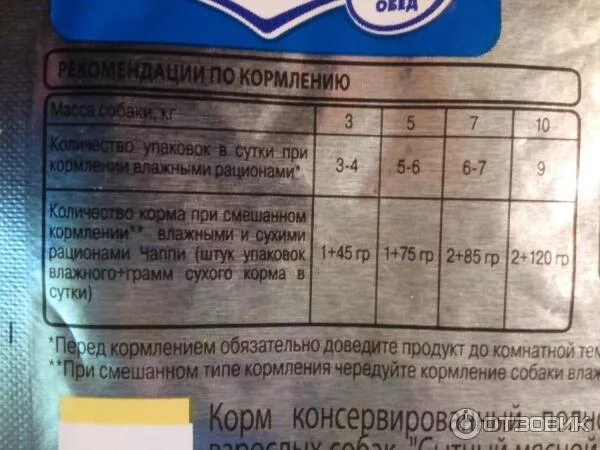 ОБЕД
РЕКОМЕНДАЦИИ ПО КОРМЛЕНИЮ
Масса собаки, кг 3 5 7 10
Количество упаковок в сутки при
кормлении влажными рационами* 3-4 5-6 6-7 9
Количество корма при смешанном
кормлении** влажными и сухими
рационами Чаппи (штук упаковок
влажного+грамм сухого корма в
сутки) 1+45 гр 1+75 гр 2+85 гр 2+120 гр
*Перед кормлением обязательно доведите продукт до комнатной тем
**При смешанном типе кормления чередуйте кормление собаки влаж
Корм консервированный полно
взрослых собак "Сытный мясной
ОТЗОВИК